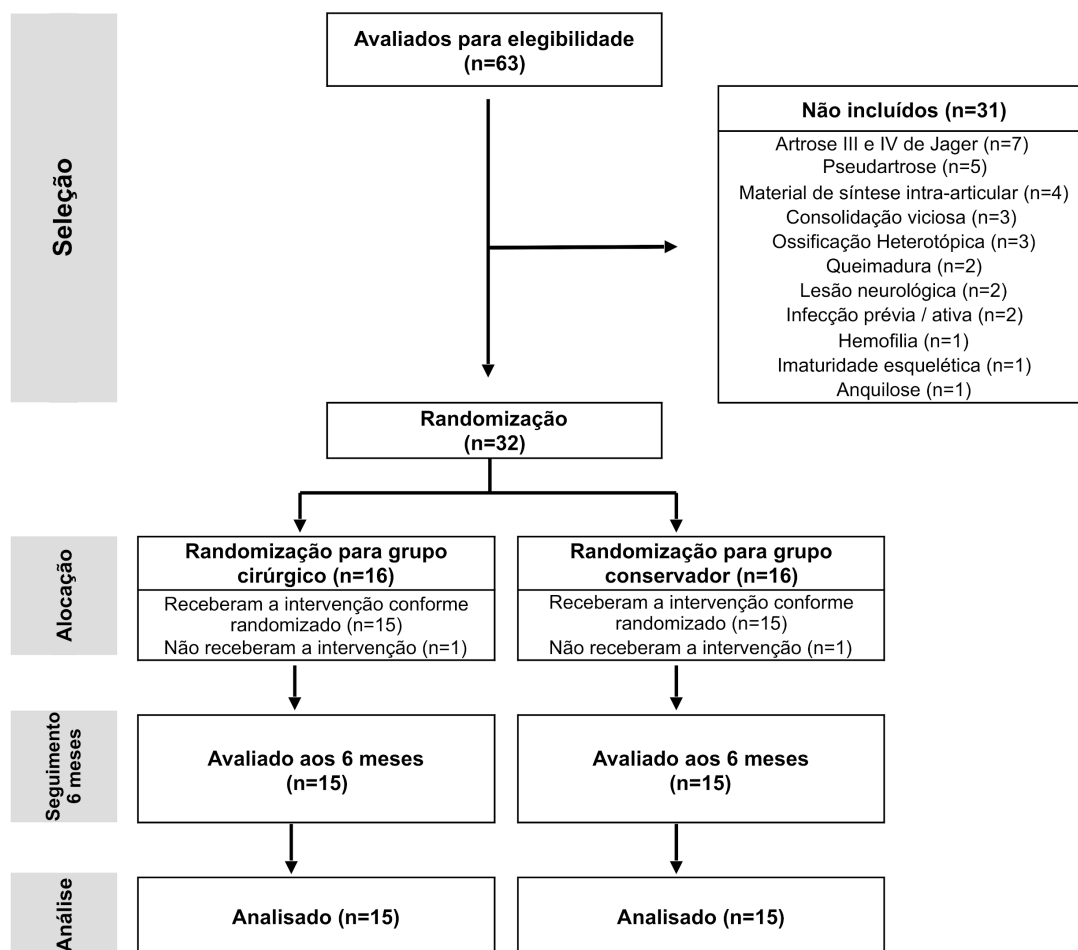 Seleção
Avaliados para elegibilidade
(n=63)
Não incluídos (n=31)
Artrose III e IV de Jager (n=7)
Pseudartrose (n=5)
Material de síntese intra-articular (n=4)
Consolidação viciosa (n=3)
Ossificação Heterotópica (n=3)
Queimadura (n=2)
Lesão neurológica (n=2)
Infecção prévia / ativa (n=2)
Hemofilia (n=1)
Imaturidade esquelética (n=1)
Anquilose (n=1)
Randomização
(n=32)
Alocação
Randomização para grupo
cirúrgico (n=16)
Receberam a intervenção conforme
randomizado (n=15)
Não receberam a intervenção (n=1)
Randomização para grupo
conservador (n=16)
Receberam a intervenção conforme
randomizado (n=15)
Não receberam a intervenção (n=1)
Seguimento
6 meses
Avaliado aos 6 meses
(n=15)
Avaliado aos 6 meses
(n=15)
Análise
Analisado (n=15)
Analisado (n=15)